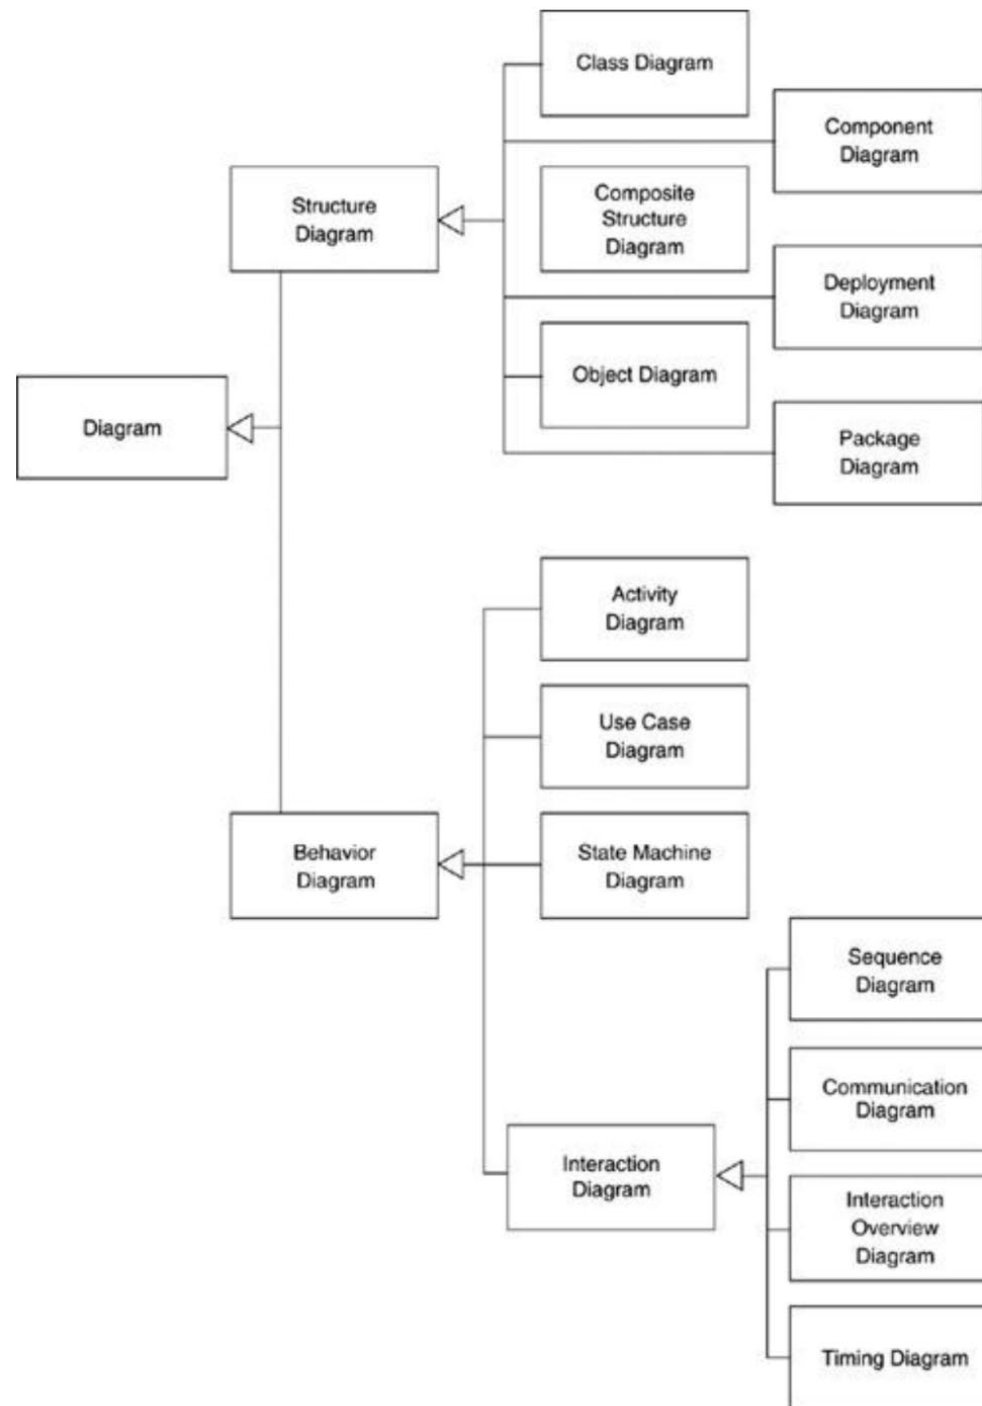 Class Diagram
Component
Diagram
Structure
Diagram
Composite
Structure
Diagram
Deployment
Diagram
Object Diagram
Diagram
Package
Diagram
Activity
Diagram
Use Case
Diagram
Behavior
Diagram
State Machine
Diagram
Sequence
Diagram
Communication
Diagram
Interaction
Diagram
Interaction
Overview
Diagram
Timing Diagram